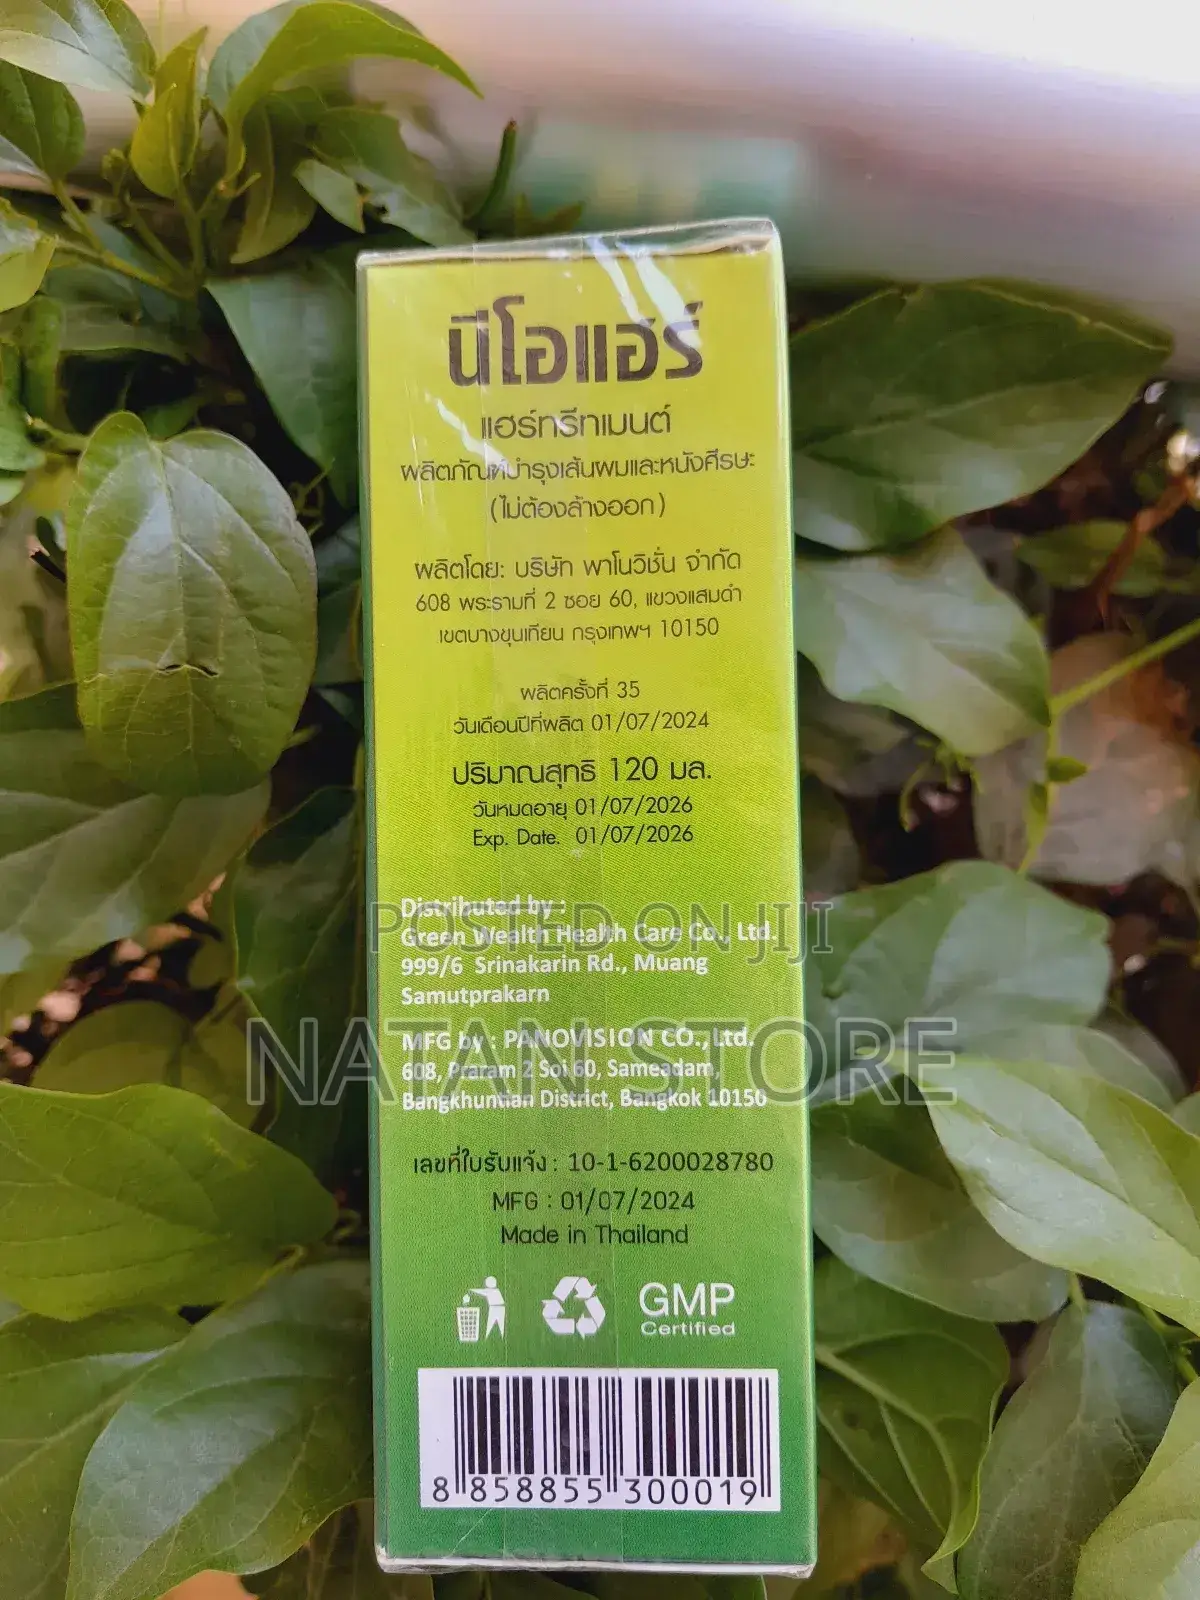 นีโอแฮร์
แฮร์ทรีทเมนต์
ผลิตภัณฑ์บำรุงเส้นผมและหนังศีรษะ
(ไม่ต้องล้างออก)
ผลิตโดย: บริษัท พาโนวิชั่น จำกัด
608 พระรามที่ 2 ซอย 60, แขวงแสมดำ
เขตบางขุนเทียน กรุงเทพฯ 10150
ผลิตครั้งที่ 35
วันเดือนปีที่ผลิต 01/07/2024
ปริมาณสุทธิ 120 มล.
วันหมดอายุ 01/07/2026
Exp. Date. 01/07/2026
Distributed by :
POSTED ON JIJI
Green Wealth Health Care Co., Ltd.
999/6 Srinakarin Rd., Muang
Samutprakarn
MFG by : PANOVISION CO., Ltd.
NATAN STORE
608, Praram 2 Soi 60, Sameadam,
Bangkhuntian District, Bangkok 10150
เลขที่ใบรับแจ้ง : 10-1-6200028780
MFG : 01/07/2024
Made in Thailand
GMP
Certified
8 858855 300019